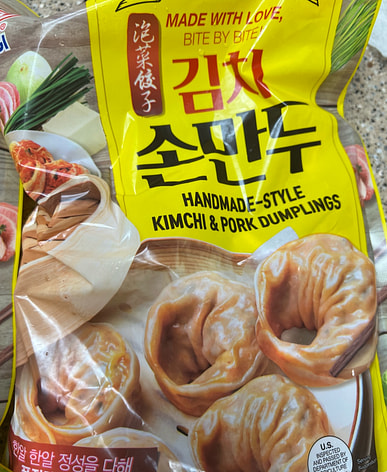 MADE WITH LOVE,
BITE BY BITE!
泡菜餃子
김치
손만두
HANDMADE-STYLE
KIMCHI & PORK DUMPLINGS
한알 한알 정성을 다해
U.S.
INSPECTED
AND PASSED BY
DEPARTMENT OF